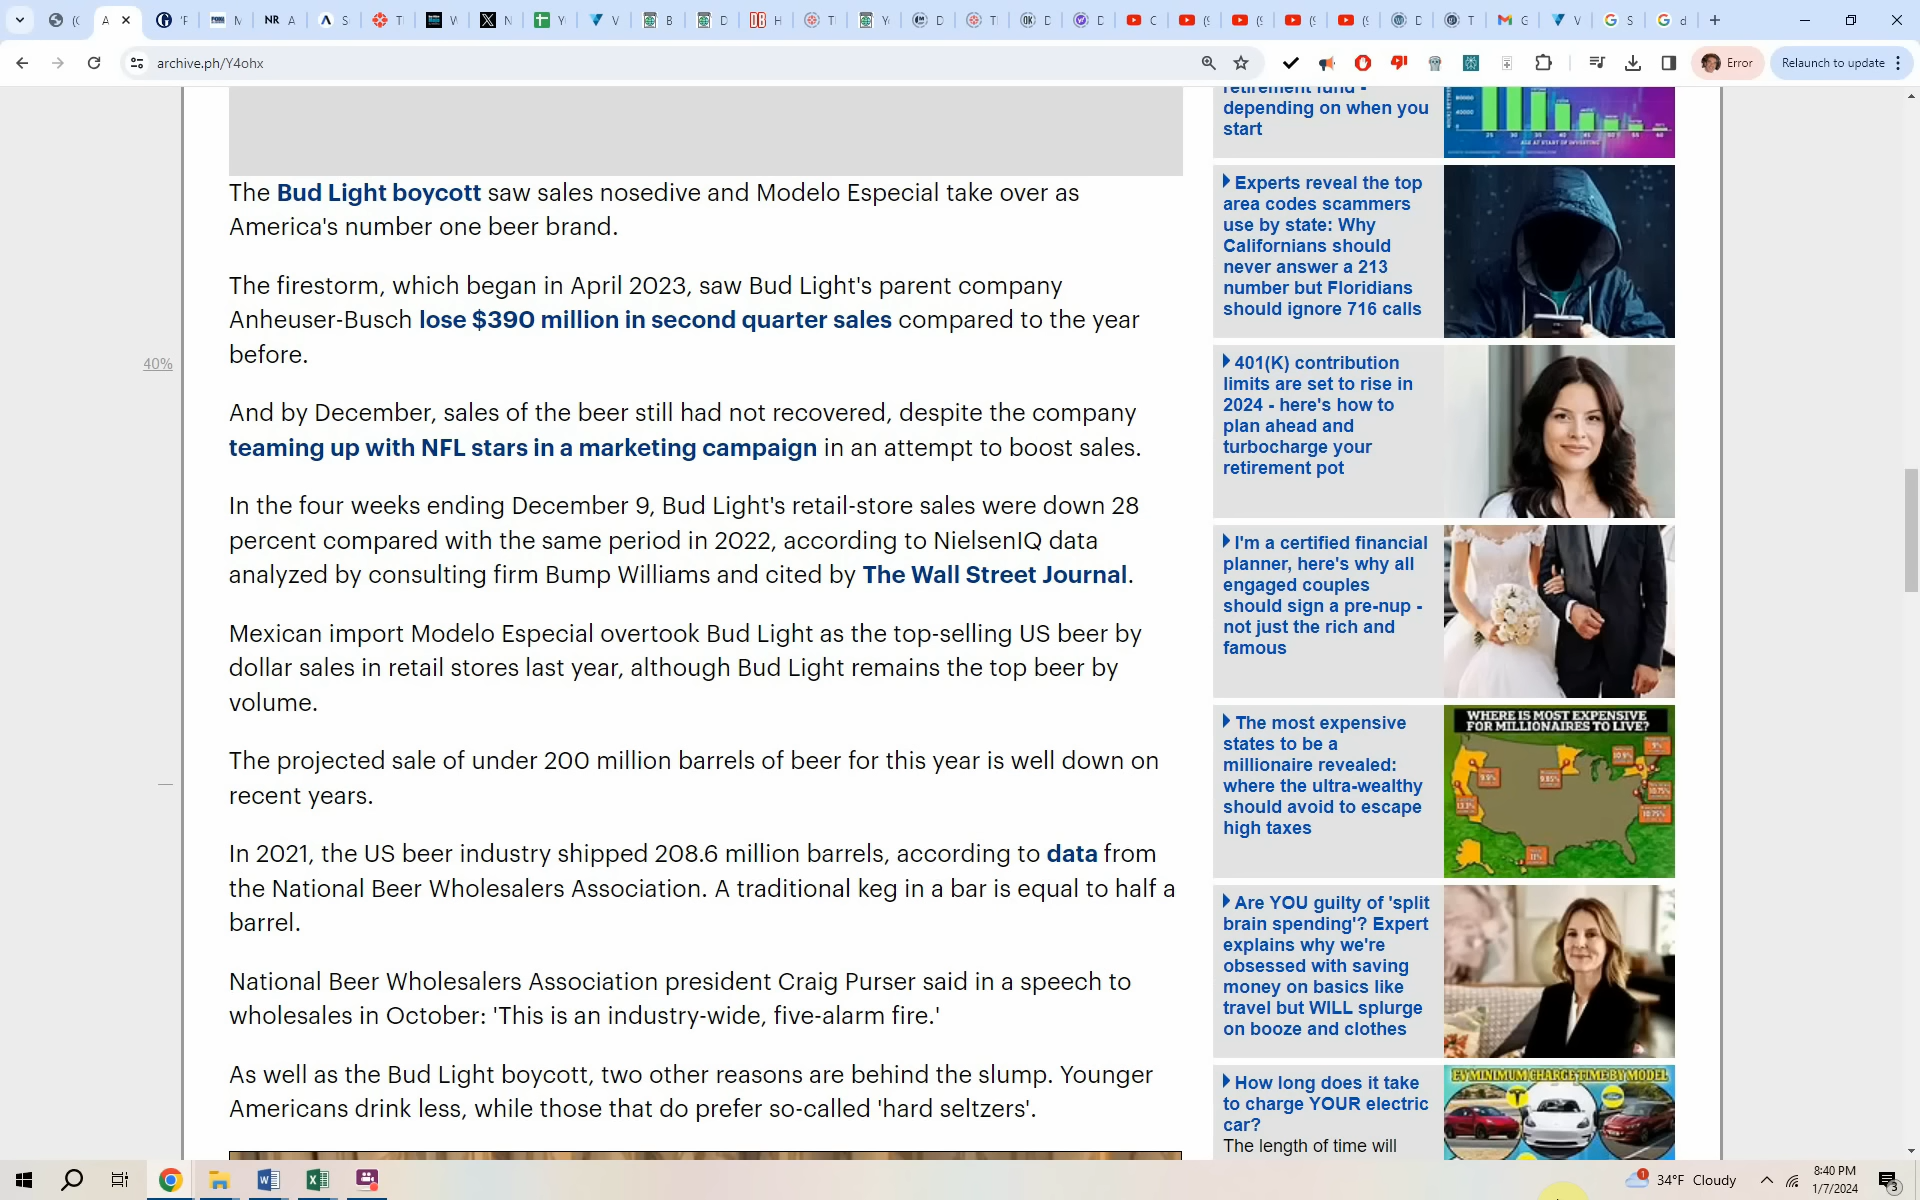 archive.ph/Y4ohx
Error
Relaunch to update
The Bud Light boycott saw sales nosedive and Modelo Especial take over as
America's number one beer brand.
The firestorm, which began in April 2023, saw Bud Light's parent company
Anheuser-Busch lose $390 million in second quarter sales compared to the year
before.
40%
And by December, sales of the beer still had not recovered, despite the company
teaming up with NFL stars in a marketing campaign in an attempt to boost sales.
In the four weeks ending December 9, Bud Light's retail-store sales were down 28
percent compared with the same period in 2022, according to NielsenIQ data
analyzed by consulting firm Bump Williams and cited by The Wall Street Journal.
Mexican import Modelo Especial overtook Bud Light as the top-selling US beer by
dollar sales in retail stores last year, although Bud Light remains the top beer by
volume.
The projected sale of under 200 million barrels of beer for this year is well down on
recent years.
In 2021, the US beer industry shipped 208.6 million barrels, according to data from
the National Beer Wholesalers Association. A traditional keg in a bar is equal to half a
barrel.
National Beer Wholesalers Association president Craig Purser said in a speech to
wholesales in October: 'This is an industry-wide, five-alarm fire.'
As well as the Bud Light boycott, two other reasons are behind the slump. Younger
Americans drink less, while those that do prefer so-called 'hard seltzers'.
retirement fund -
depending on when you
start
AGE AT START OF INVESTING
Experts reveal the top
area codes scammers
use by state: Why
Californians should
never answer a 213
number but Floridians
should ignore 716 calls
401(K) contribution
limits are set to rise in
2024 - here's how to
plan ahead and
turbocharge your
retirement pot
I'm a certified financial
planner, here's why all
engaged couples
should sign a pre-nup -
not just the rich and
famous
The most expensive
states to be a
millionaire revealed:
where the ultra-wealthy
should avoid to escape
high taxes
WHERE IS MOST EXPENSIVE
FOR MILLIONAIRES TO LIVE?
Are YOU guilty of 'split
brain spending'? Expert
explains why we're
obsessed with saving
money on basics like
travel but WILL splurge
on booze and clothes
How long does it take
to charge YOUR electric
car?
The length of time will
EV MINIMUM CHARGE TIME BY MODEL
34°F Cloudy
8:40 PM
1/7/2024
3